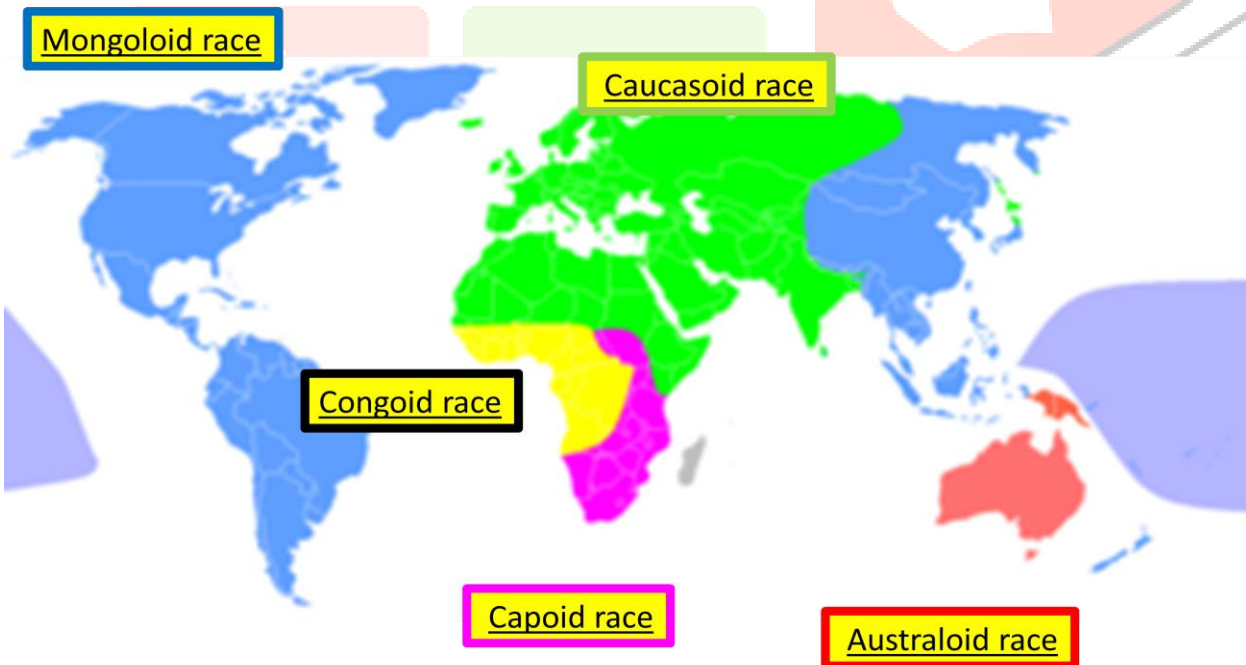 Mongoloid race
Caucasoid race
Congoid race
Capoid race
Australoid race